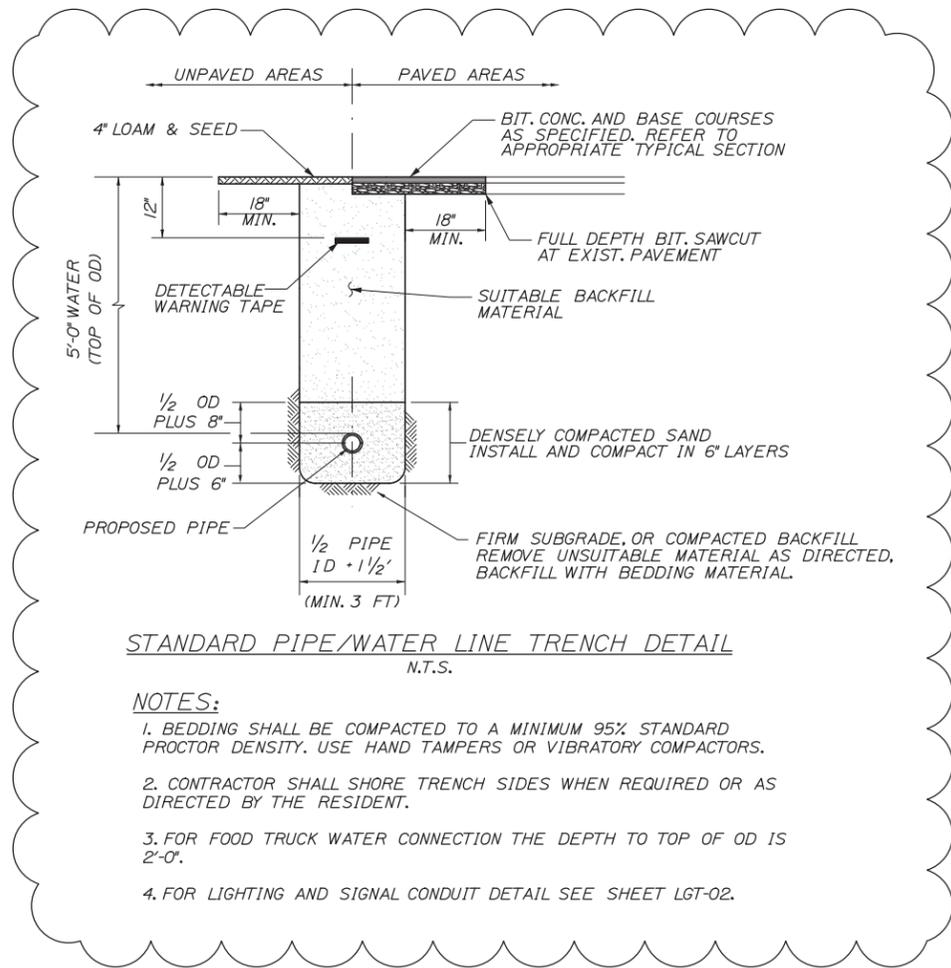 UNPAVED AREAS
PAVED AREAS
4" LOAM & SEED
BIT. CONC. AND BASE COURSES
AS SPECIFIED. REFER TO
APPROPRIATE TYPICAL SECTION
12"
18"
MIN.
18"
MIN.
FULL DEPTH BIT. SAWCUT
AT EXIST. PAVEMENT
DETECTABLE
WARNING TAPE
SUITABLE BACKFILL
MATERIAL
5'-0" WATER
(TOP OF OD)
1/2 OD
PLUS 8"
1/2 OD
PLUS 6"
DENSELY COMPACTED SAND
INSTALL AND COMPACT IN 6" LAYERS
PROPOSED PIPE
1/2 PIPE
ID + 1 1/2'
(MIN. 3 FT)
FIRM SUBGRADE, OR COMPACTED BACKFILL
REMOVE UNSUITABLE MATERIAL AS DIRECTED,
BACKFILL WITH BEDDING MATERIAL.
STANDARD PIPE/WATER LINE TRENCH DETAIL
N.T.S.
NOTES:
1. BEDDING SHALL BE COMPACTED TO A MINIMUM 95% STANDARD
PROCTOR DENSITY. USE HAND TAMPERS OR VIBRATORY COMPACTORS.
2. CONTRACTOR SHALL SHORE TRENCH SIDES WHEN REQUIRED OR AS
DIRECTED BY THE RESIDENT.
3. FOR FOOD TRUCK WATER CONNECTION THE DEPTH TO TOP OF OD IS
2'-0".
4. FOR LIGHTING AND SIGNAL CONDUIT DETAIL SEE SHEET LGT-02.